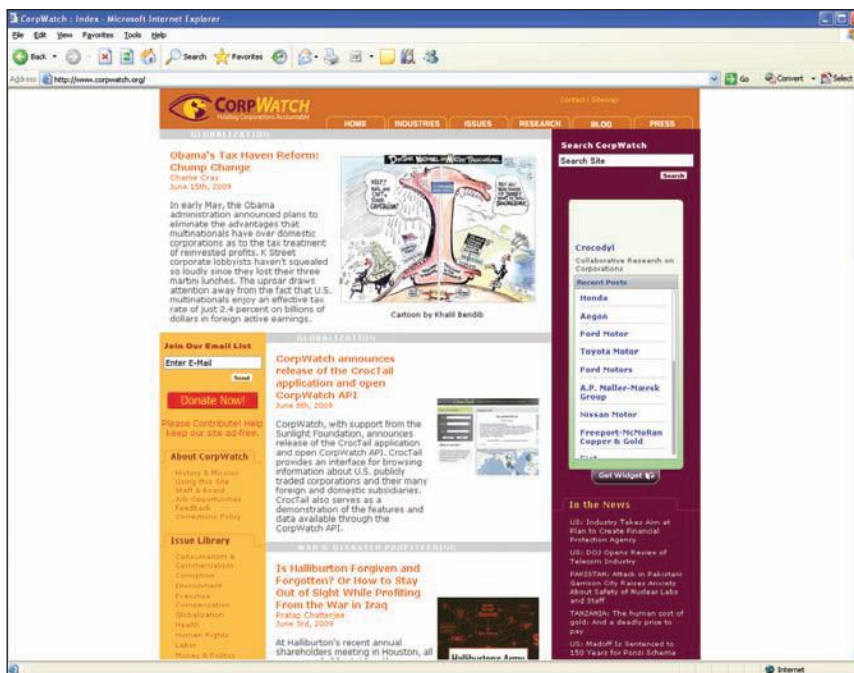 CorpWatch : Index - Microsoft Internet Explorer
File Edit View Favorites Tools Help
Back Search Favorites
Address http://www.corpwatch.org/ Go Convert Select
CORPWATCH
Holding Corporations Accountable
Contact | Sitemap
HOME INDUSTRIES ISSUES RESEARCH BLOG PRESS
GLOBALIZATION
Obama's Tax Haven Reform:
Chump Change
Charlie Cray
June 15th, 2009
In early May, the Obama
administration announced plans to
eliminate the advantages that
multinationals have over domestic
corporations as to the tax treatment
of reinvested profits. K Street
corporate lobbyists haven't squealed
so loudly since they lost their three
martini lunches. The uproar draws
attention away from the fact that U.S.
multinationals enjoy an effective tax
rate of just 2.4 percent on billions of
dollars in foreign active earnings.
Cartoon by Khalil Bendib
Join Our Email List
Enter E-Mail
Send
Donate Now!
Please Contribute! Help
keep our site ad-free.
About CorpWatch
History & Mission
Using this Site
Staff & Board
Job Opportunities
Feedback
Corrections Policy
Issue Library
Consumerism &
Commercialism
Corruption
Environment
Executive
Compensation
Globalization
Health
Human Rights
Labor
Money & Politics
GLOBALIZATION
CorpWatch announces
release of the CrocTail
application and open
CorpWatch API
June 8th, 2009
CorpWatch, with support from the
Sunlight Foundation, announces
release of the CrocTail application
and open CorpWatch API. CrocTail
provides an interface for browsing
information about U.S. publicly
traded corporations and their many
foreign and domestic subsidiaries.
CrocTail also serves as a
demonstration of the features and
data available through the
CorpWatch API.
WAR & DISASTER PROFITEERING
Is Halliburton Forgiven and
Forgotten? Or How to Stay
Out of Sight While Profiting
From the War in Iraq
Pratap Chatterjee
June 3rd, 2009
At Halliburton's recent annual
shareholders meeting in Houston, all
Halliburton's Army
Search CorpWatch
Search Site
Search
Crocodyl
Collaborative Research on
Corporations
Recent Posts
Honda
Aegon
Ford Motor
Toyota Motor
Ford Motors
A.P. Møller-Mærsk
Group
Nissan Motor
Freeport-McMoRan
Copper & Gold
Fiat
Get Widget
In the News
US: Industry Takes Aim at
Plan to Create Financial
Protection Agency
US: DOJ Opens Review of
Telecom Industry
PAKISTAN: Attack in Pakistani
Garrison City Raises Anxiety
About Safety of Nuclear Labs
and Staff
TANZANIA: The human cost of
gold: And a deadly price to
pay
US: Madoff Is Sentenced to
150 Years for Ponzi Scheme
Internet